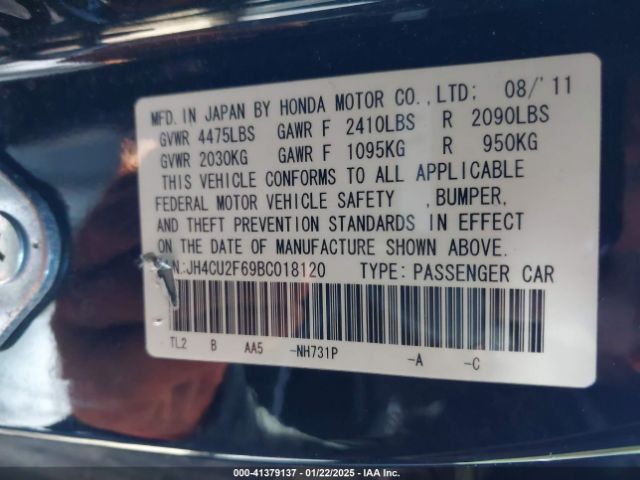 MFD. IN JAPAN BY HONDA MOTOR CO., LTD: 08/'11
GVWR 4475LBS GAWR F 2410LBS R 2090LBS
GVWR 2030KG GAWR F 1095KG R 950KG
THIS VEHICLE CONFORMS TO ALL APPLICABLE
FEDERAL MOTOR VEHICLE SAFETY , BUMPER,
AND THEFT PREVENTION STANDARDS IN EFFECT
ON THE DATE OF MANUFACTURE SHOWN ABOVE.
N.:JH4CU2F69BC018120 TYPE: PASSENGER CAR
TL2 B AA5 -NH731P -A -C
000-41379137 - 01/22/2025 - IAA Inc.